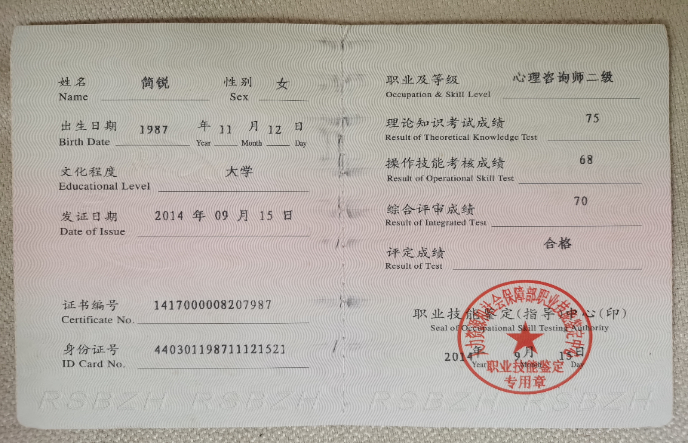 姓名 简锐 性别 女
Name Sex
出生日期 1987 年 11 月 12 日
Birth Date Year Month Day
文化程度 大学
Educational Level
发证日期 2014 年 09 月 15 日
Date of Issue
证书编号 1417000008207987
Certificate No.
身份证号 440301198711121521
ID Card No.
职业及等级 心理咨询师二级
Occupation & Skill Level
理论知识考试成绩 75
Result of Theoretical Knowledge Test
操作技能考核成绩 68
Result of Operational Skill Test
综合评审成绩 70
Result of Integrated Test
评定成绩 合格
Result of Test
职业技能鉴定(指导)中心(印)
Seal of Occupational Skill Testing Authority
2014 年 9 月 15 日
Year Month Day
职业技能鉴定
专用章
RSBZH RSBZH RSBZH RSBZH